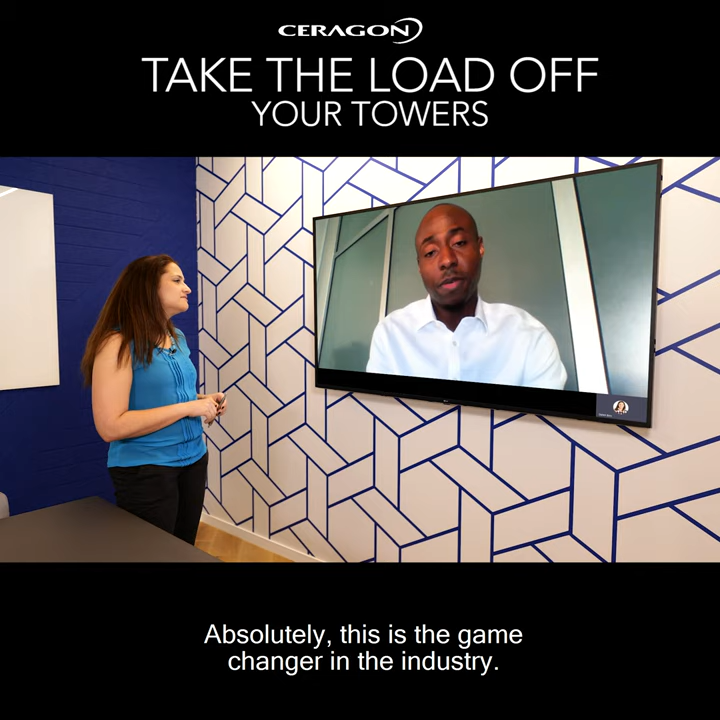 CERAGON
TAKE THE LOAD OFF
YOUR TOWERS
Absolutely, this is the game
changer in the industry.